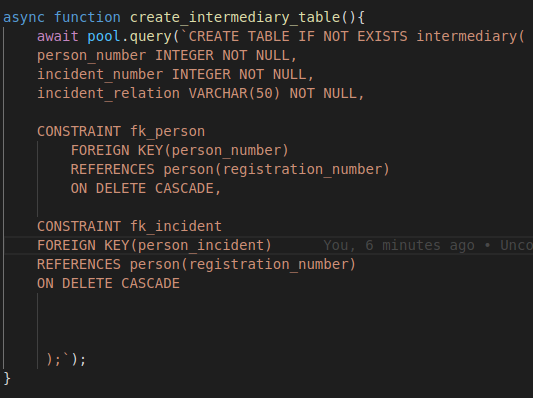 async function create_intermediary_table(){
await pool.query(`CREATE TABLE IF NOT EXISTS intermediary(
person_number INTEGER NOT NULL,
incident_number INTEGER NOT NULL,
incident_relation VARCHAR(50) NOT NULL,
CONSTRAINT fk_person
FOREIGN KEY(person_number)
REFERENCES person(registration_number)
ON DELETE CASCADE,
CONSTRAINT fk_incident
FOREIGN KEY(person_incident) You, 6 minutes ago • Unco
REFERENCES person(registration_number)
ON DELETE CASCADE
);`);
}